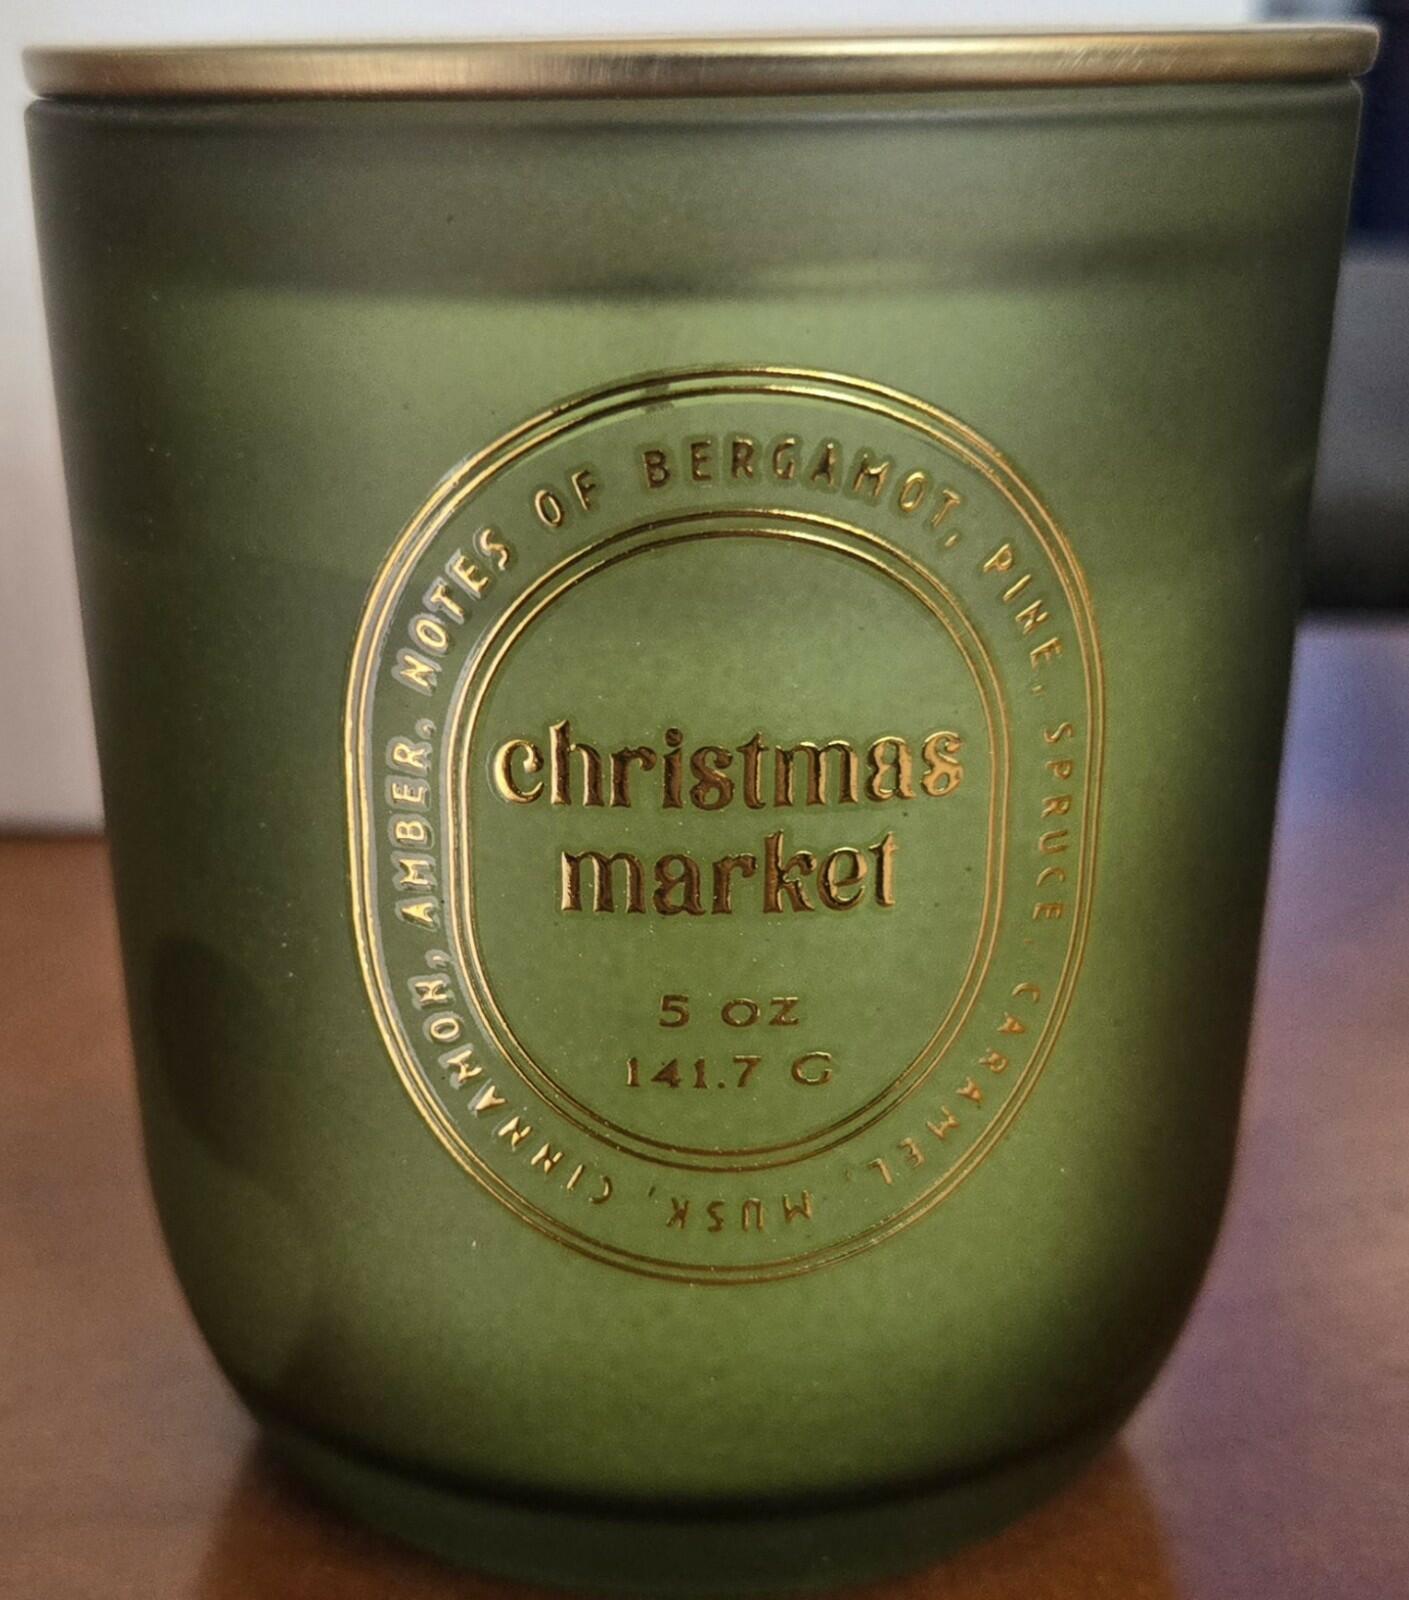 NOTES OF BERGAMOT, PINE, SPRUCE, CARAMEL, MUSK, CINNAMON, AMBER,
christmas
market
5 oz
141.7 G